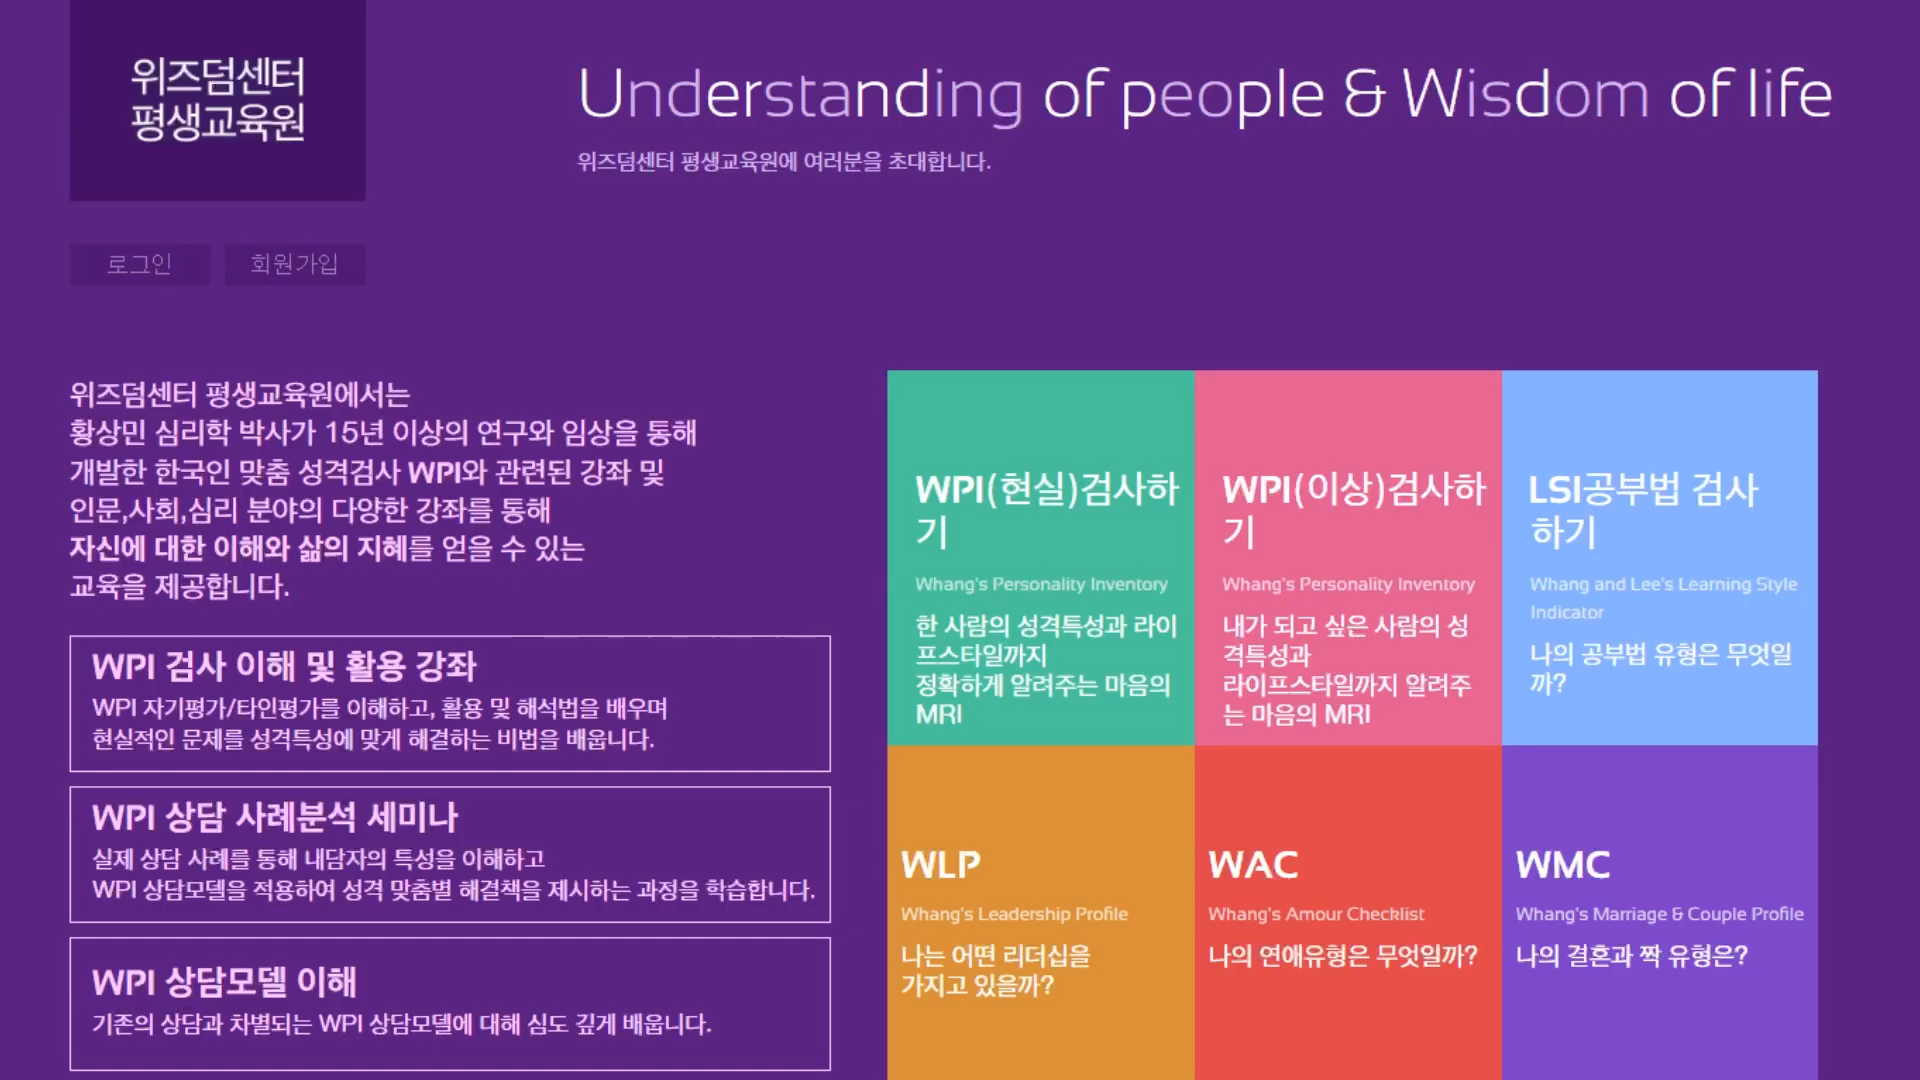 위즈덤센터
평생교육원
Understanding of people & Wisdom of life
위즈덤센터 평생교육원에 여러분을 초대합니다.
로그인
회원가입
위즈덤센터 평생교육원에서는
황상민 심리학 박사가 15년 이상의 연구와 임상을 통해
개발한 한국인 맞춤 성격검사 WPI와 관련된 강좌 및
인문,사회,심리 분야의 다양한 강좌를 통해
자신에 대한 이해와 삶의 지혜를 얻을 수 있는
교육을 제공합니다.
WPI 검사 이해 및 활용 강좌
WPI 자기평가/타인평가를 이해하고, 활용 및 해석법을 배우며
현실적인 문제를 성격특성에 맞게 해결하는 비법을 배웁니다.
WPI 상담 사례분석 세미나
실제 상담 사례를 통해 내담자의 특성을 이해하고
WPI 상담모델을 적용하여 성격 맞춤별 해결책을 제시하는 과정을 학습합니다.
WPI 상담모델 이해
기존의 상담과 차별되는 WPI 상담모델에 대해 심도 깊게 배웁니다.
WPI(현실)검사하
기
Whang's Personality Inventory
한 사람의 성격특성과 라이
프스타일까지
정확하게 알려주는 마음의
MRI
WPI(이상)검사하
기
Whang's Personality Inventory
내가 되고 싶은 사람의 성
격특성과
라이프스타일까지 알려주
는 마음의 MRI
LSI공부법 검사
하기
Whang and Lee's Learning Style
Indicator
나의 공부법 유형은 무엇일
까?
WLP
Whang's Leadership Profile
나는 어떤 리더십을
가지고 있을까?
WAC
Whang's Amour Checklist
나의 연애유형은 무엇일까?
WMC
Whang's Marriage & Couple Profile
나의 결혼과 짝 유형은?